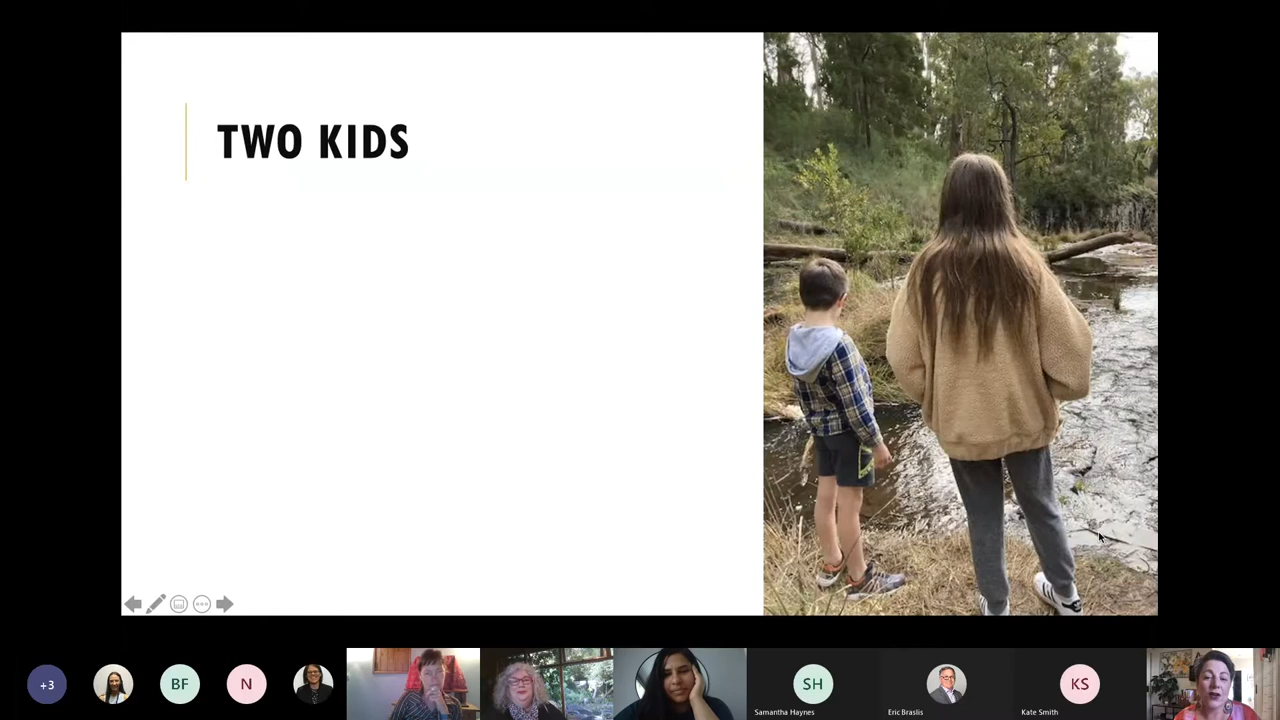 TWO KIDS
+3
BF
N
SH
KS
Samantha Haynes
Eric Braslis
Kate Smith